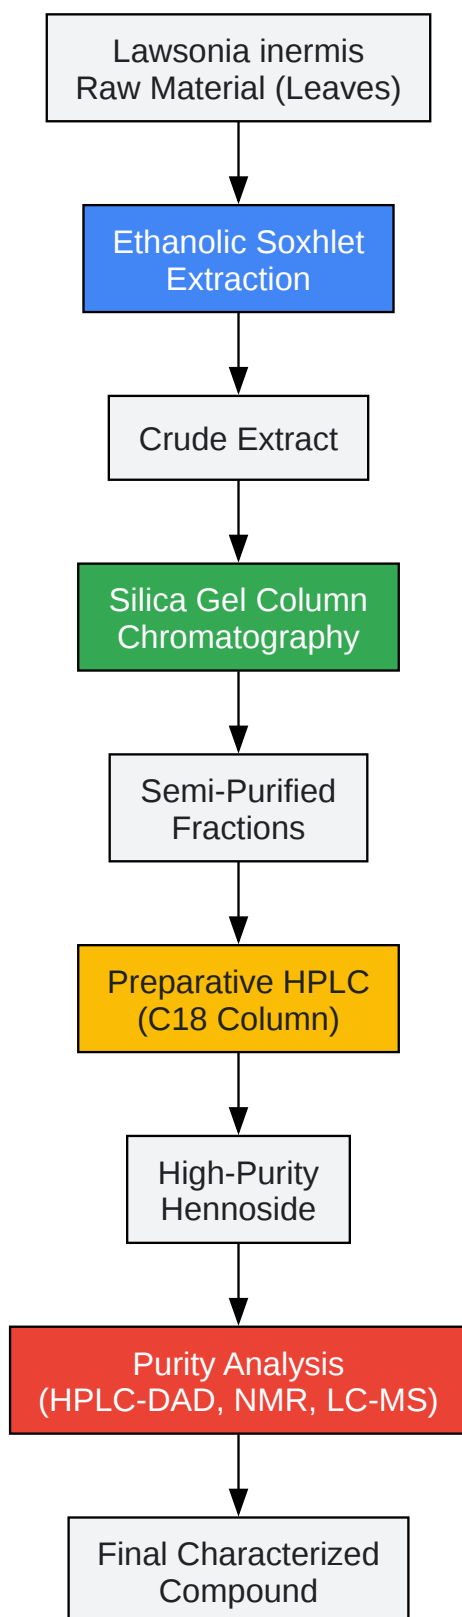 Lawsonia inermis
Raw Material (Leaves)
Ethanolic Soxhlet
Extraction
Crude Extract
Silica Gel Column
Chromatography
Semi-Purified
Fractions
Preparative HPLC
(C18 Column)
High-Purity
Hennoside
Purity Analysis
(HPLC-DAD, NMR, LC-MS)
Final Characterized
Compound